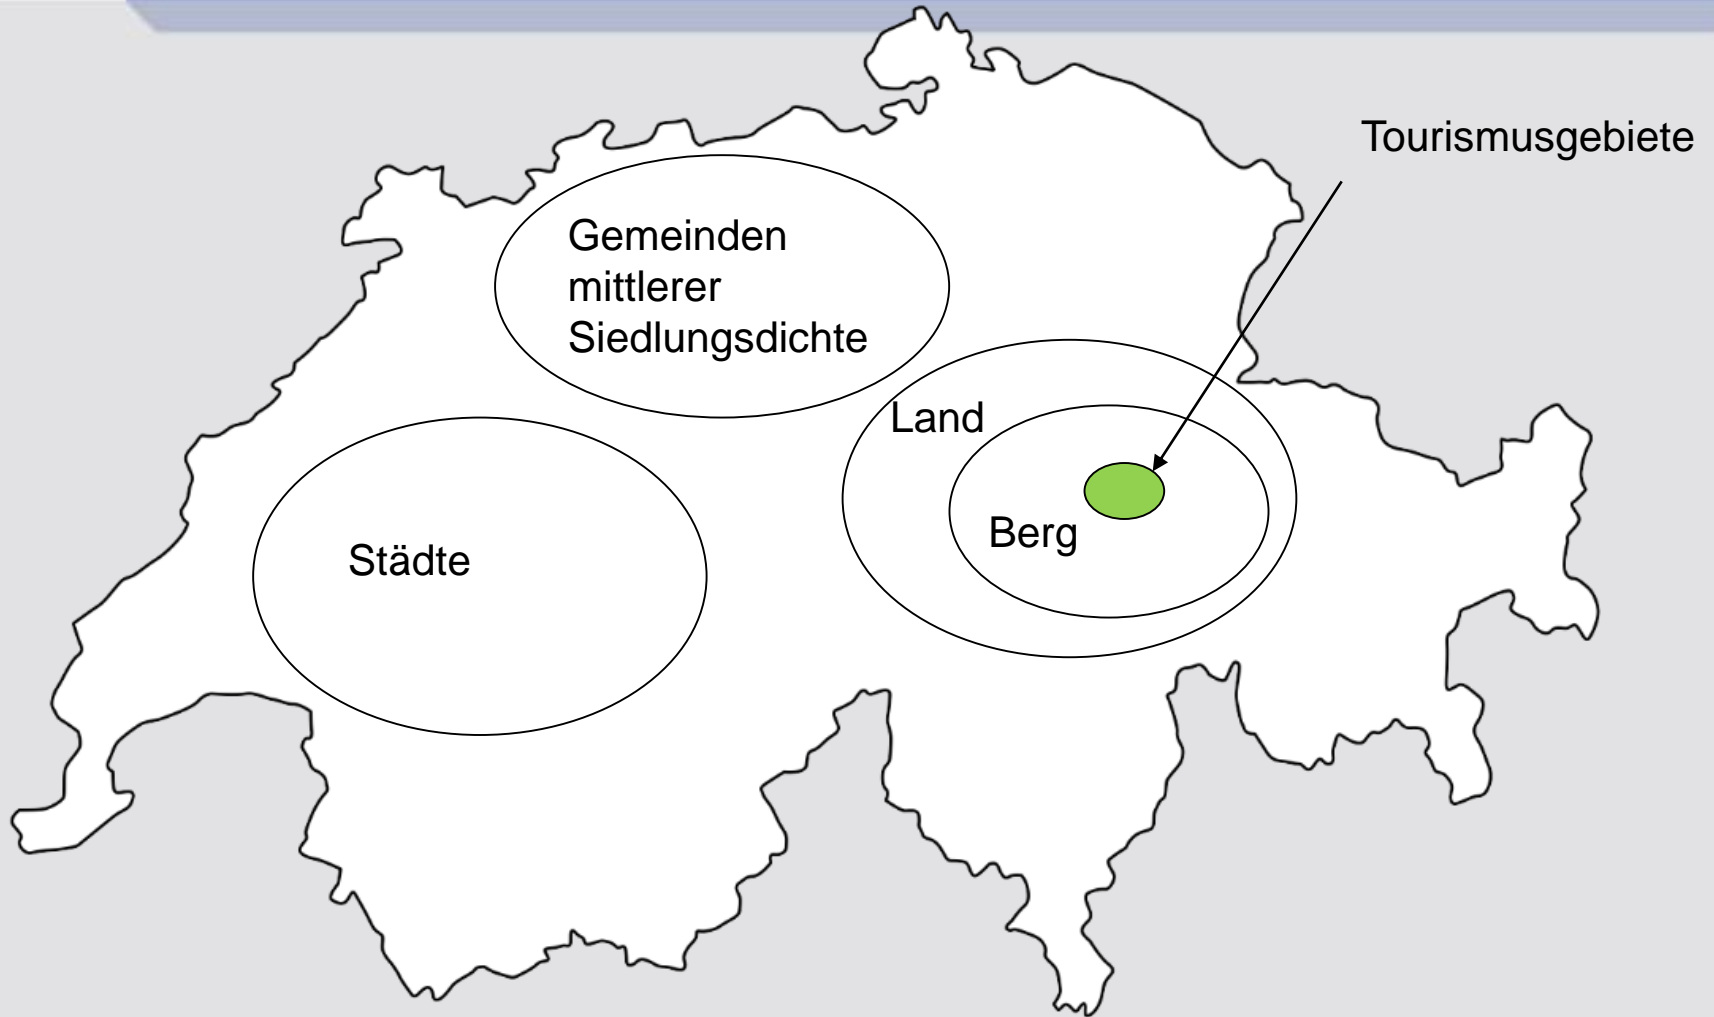 Tourismusgebiete
Gemeinden
mittlerer
Siedlungsdichte
Land
Berg
Städte